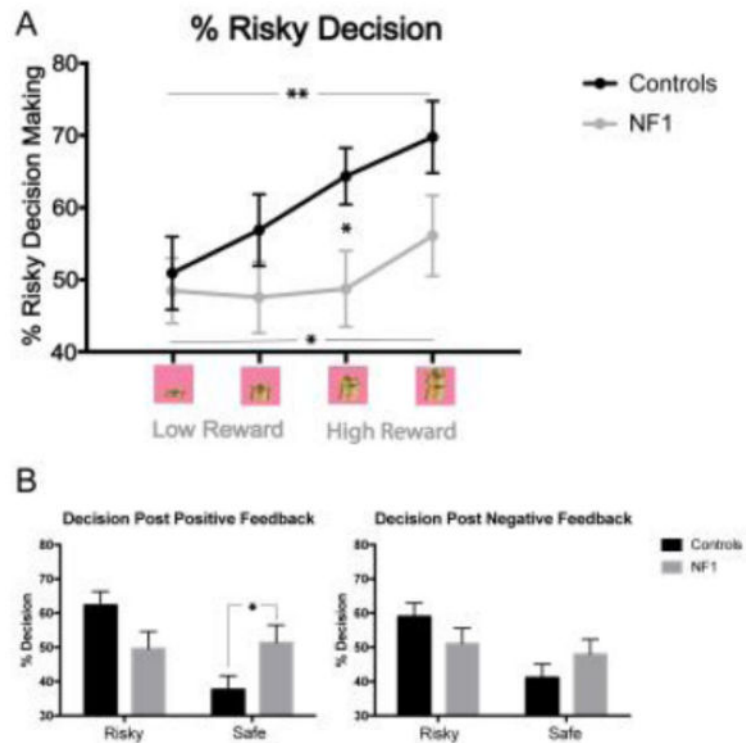 A
% Risky Decision
% Risky Decision Making
80
70
60
50
40
**
*
*
Controls
NF1
Low Reward
High Reward
B
Decision Post Positive Feedback
% Decision
80
70
60
50
40
30
*
Risky
Safe
Decision Post Negative Feedback
% Decision
80
70
60
50
40
30
Risky
Safe
Controls
NF1